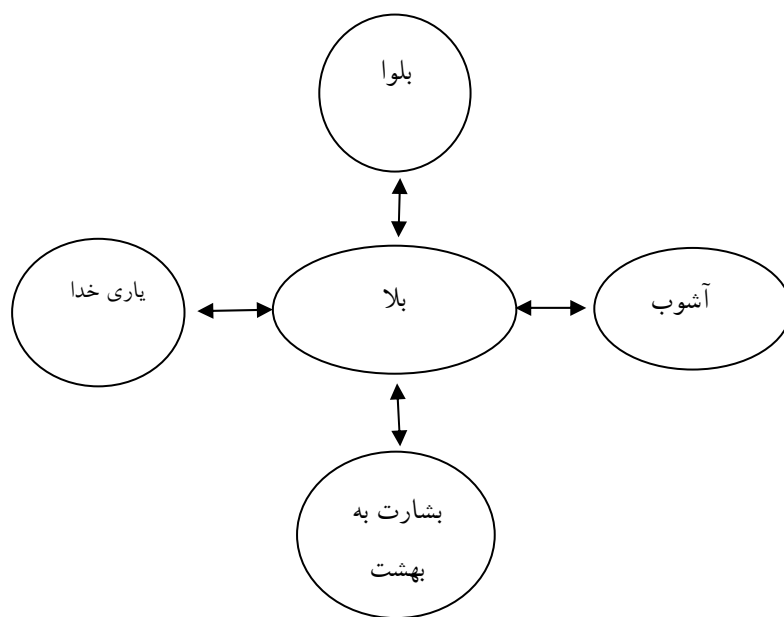 بلوا
آشوب
بلا
یاری خدا
بشارت به
بهشت